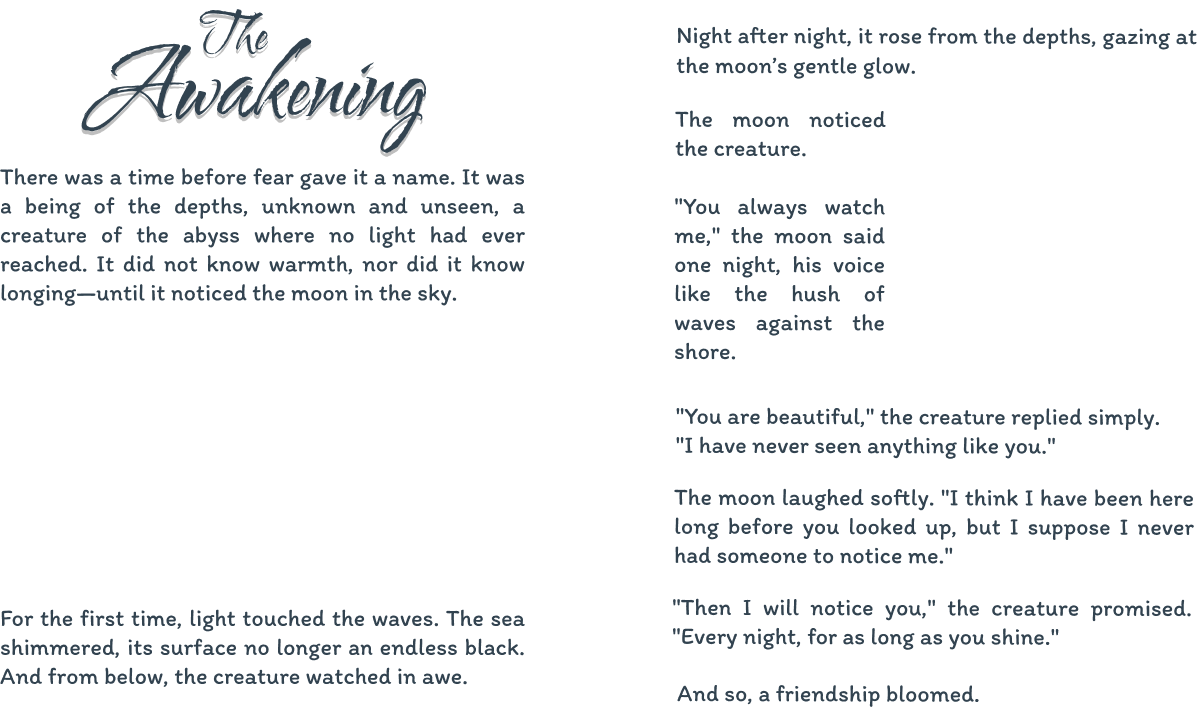 The
Awakening
There was a time before fear gave it a name. It was
a being of the depths, unknown and unseen, a
creature of the abyss where no light had ever
reached. It did not know warmth, nor did it know
longing—until it noticed the moon in the sky.
For the first time, light touched the waves. The sea
shimmered, its surface no longer an endless black.
And from below, the creature watched in awe.
Night after night, it rose from the depths, gazing at
the moon’s gentle glow.
The moon noticed
the creature.
"You always watch
me," the moon said
one night, his voice
like the hush of
waves against the
shore.
"You are beautiful," the creature replied simply.
"I have never seen anything like you."
The moon laughed softly. "I think I have been here
long before you looked up, but I suppose I never
had someone to notice me."
"Then I will notice you," the creature promised.
"Every night, for as long as you shine."
And so, a friendship bloomed.